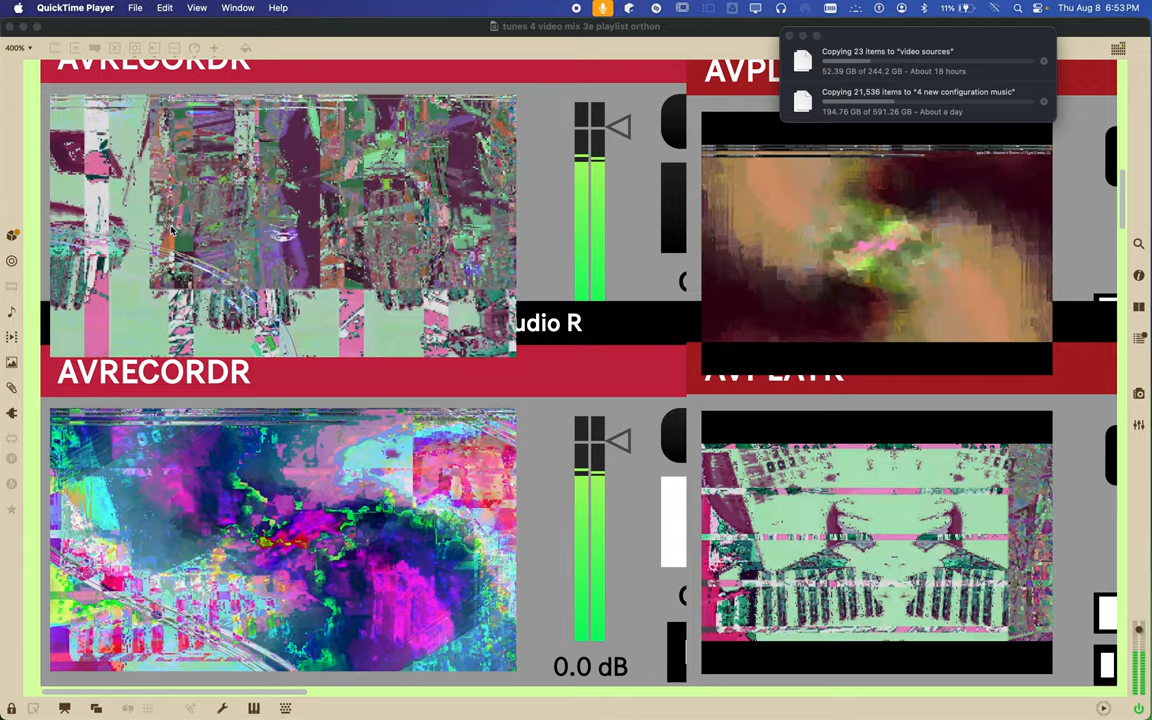 QuickTime Player File Edit View Window Help 11% Thu Aug 8 6:53 PM
tunes 4 video mix 3e playlist orthon
400%
Copying 23 items to “video sources”
52.39 GB of 244.2 GB - About 18 hours
Copying 21,536 items to “4 new configuration music”
194.76 GB of 591.26 GB - About a day
AVRECORDR
AVPL
udio R
AVRECORDR
AVPLAYR
0.0 dB